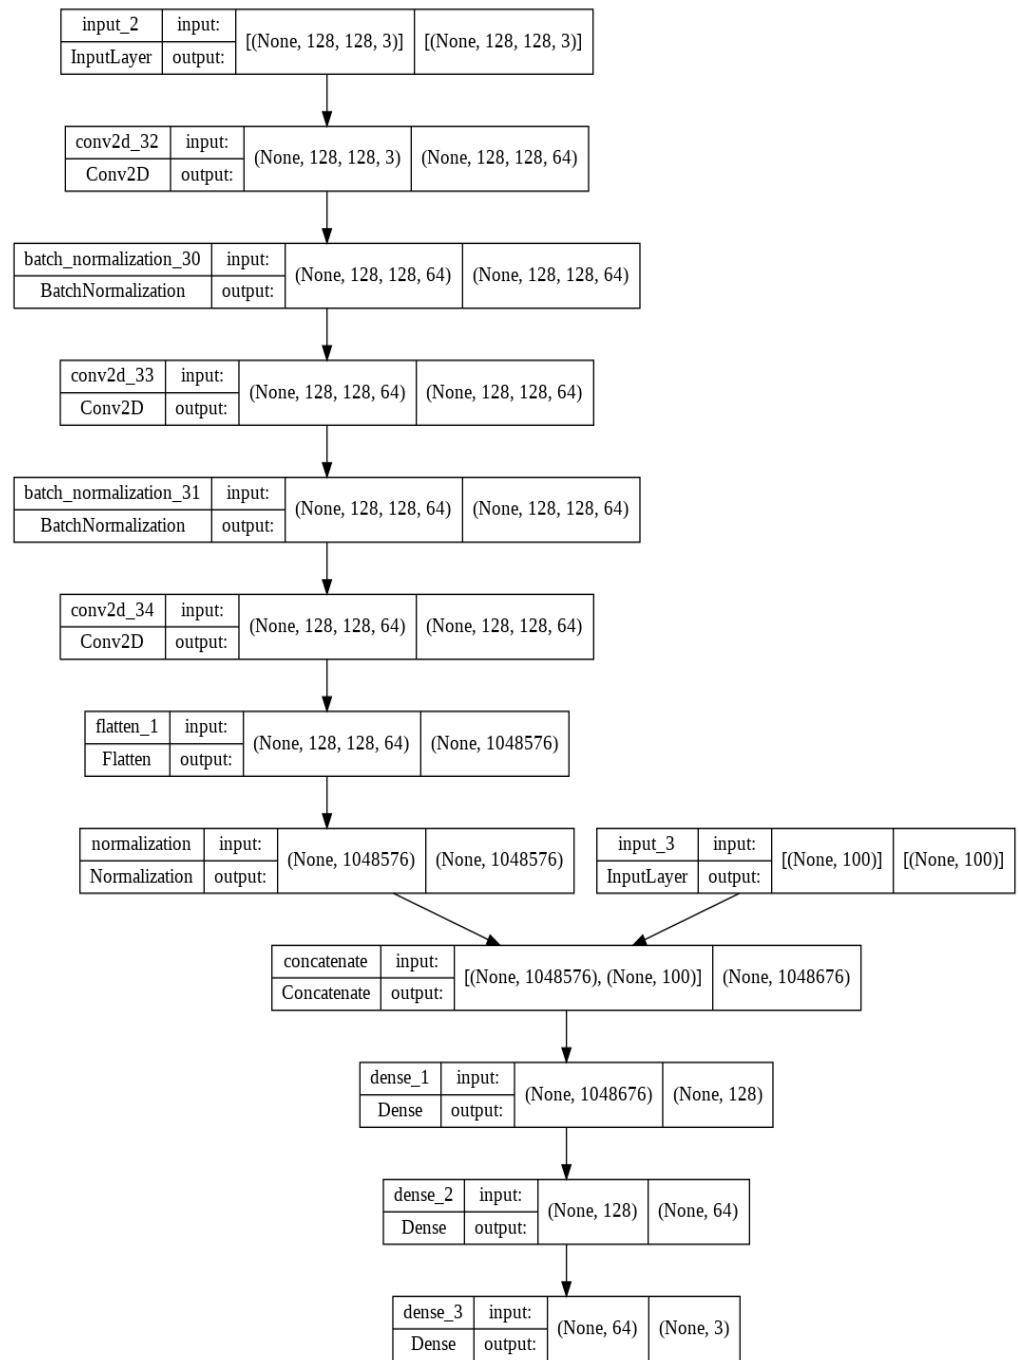 input_2 input: [(None, 128, 128, 3)] [(None, 128, 128, 3)]
InputLayer output:
conv2d_32 input: (None, 128, 128, 3) (None, 128, 128, 64)
Conv2D output:
batch_normalization_30 input: (None, 128, 128, 64) (None, 128, 128, 64)
BatchNormalization output:
conv2d_33 input: (None, 128, 128, 64) (None, 128, 128, 64)
Conv2D output:
batch_normalization_31 input: (None, 128, 128, 64) (None, 128, 128, 64)
BatchNormalization output:
conv2d_34 input: (None, 128, 128, 64) (None, 128, 128, 64)
Conv2D output:
flatten_1 input: (None, 128, 128, 64) (None, 1048576)
Flatten output:
normalization input: (None, 1048576) (None, 1048576)
Normalization output:
input_3 input: [(None, 100)] [(None, 100)]
InputLayer output:
concatenate input: [(None, 1048576), (None, 100)] (None, 1048676)
Concatenate output:
dense_1 input: (None, 1048676) (None, 128)
Dense output:
dense_2 input: (None, 128) (None, 64)
Dense output:
dense_3 input: (None, 64) (None, 3)
Dense output: